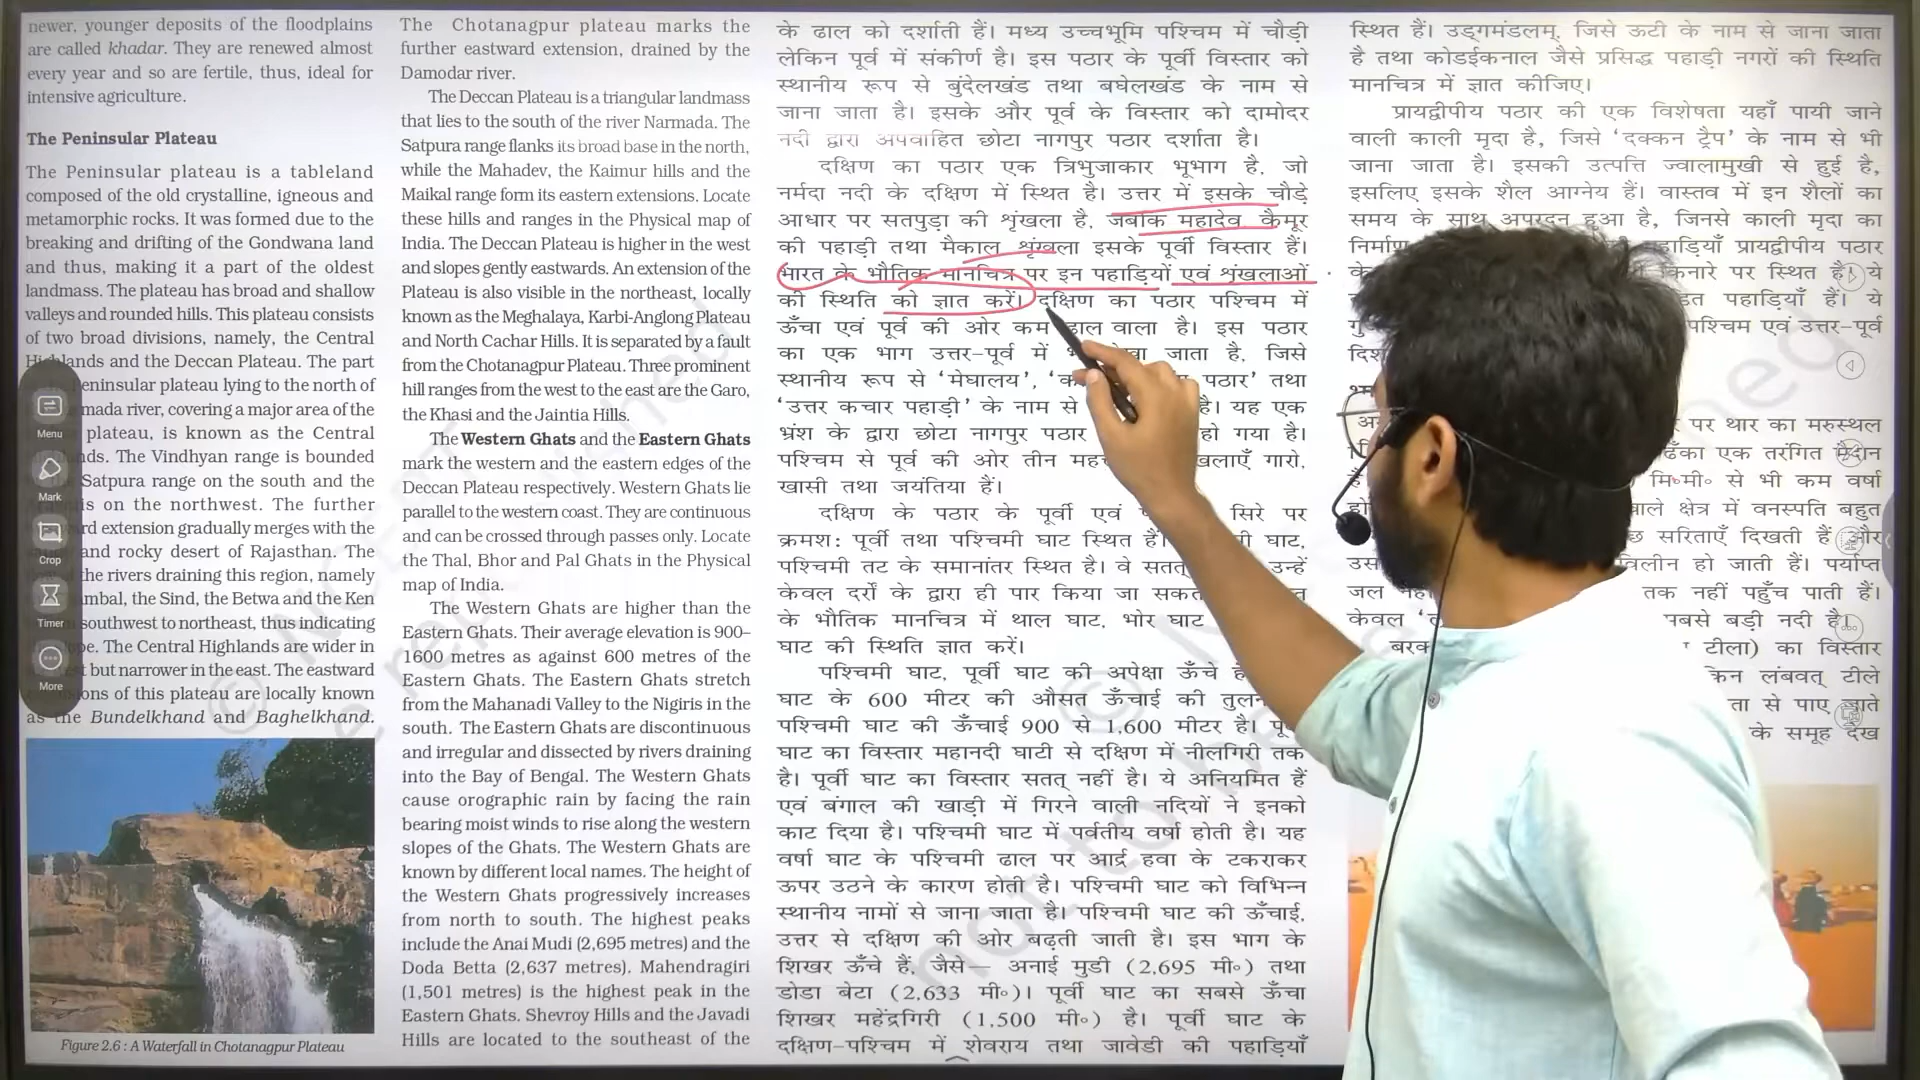 newer, younger deposits of the floodplains
are called khadar. They are renewed almost
every year and so are fertile, thus, ideal for
intensive agriculture.
The Peninsular Plateau
The Peninsular plateau is a tableland
composed of the old crystalline, igneous and
metamorphic rocks. It was formed due to the
breaking and drifting of the Gondwana land
and thus, making it a part of the oldest
landmass. The plateau has broad and shallow
valleys and rounded hills. This plateau consists
of two broad divisions, namely, the Central
Highlands and the Deccan Plateau. The part
eninsular plateau lying to the north of
mada river, covering a major area of the
plateau, is known as the Central
nds. The Vindhyan range is bounded
Satpura range on the south and the
is on the northwest. The further
rd extension gradually merges with the
and rocky desert of Rajasthan. The
the rivers draining this region, namely
ambal, the Sind, the Betwa and the Ken
southwest to northeast, thus indicating
pe. The Central Highlands are wider in
t but narrower in the east. The eastward
ions of this plateau are locally known
as the Bundelkhand and Baghelkhand.
Figure 2.6 : A Waterfall in Chotanagpur Plateau
Menu
Mark
Crop
Timer
More
The Chotanagpur plateau marks the
further eastward extension, drained by the
Damodar river.
The Deccan Plateau is a triangular landmass
that lies to the south of the river Narmada. The
Satpura range flanks its broad base in the north,
while the Mahadev, the Kaimur hills and the
Maikal range form its eastern extensions. Locate
these hills and ranges in the Physical map of
India. The Deccan Plateau is higher in the west
and slopes gently eastwards. An extension of the
Plateau is also visible in the northeast, locally
known as the Meghalaya, Karbi-Anglong Plateau
and North Cachar Hills. It is separated by a fault
from the Chotanagpur Plateau. Three prominent
hill ranges from the west to the east are the Garo,
the Khasi and the Jaintia Hills.
The Western Ghats and the Eastern Ghats
mark the western and the eastern edges of the
Deccan Plateau respectively. Western Ghats lie
parallel to the western coast. They are continuous
and can be crossed through passes only. Locate
the Thal, Bhor and Pal Ghats in the Physical
map of India.
The Western Ghats are higher than the
Eastern Ghats. Their average elevation is 900–
1600 metres as against 600 metres of the
Eastern Ghats. The Eastern Ghats stretch
from the Mahanadi Valley to the Nigiris in the
south. The Eastern Ghats are discontinuous
and irregular and dissected by rivers draining
into the Bay of Bengal. The Western Ghats
cause orographic rain by facing the rain
bearing moist winds to rise along the western
slopes of the Ghats. The Western Ghats are
known by different local names. The height of
the Western Ghats progressively increases
from north to south. The highest peaks
include the Anai Mudi (2,695 metres) and the
Doda Betta (2,637 metres). Mahendragiri
(1,501 metres) is the highest peak in the
Eastern Ghats. Shevroy Hills and the Javadi
Hills are located to the southeast of the
के ढाल को दर्शाती हैं। मध्य उच्चभूमि पश्चिम में चौड़ी
लेकिन पूर्व में संकीर्ण है। इस पठार के पूर्वी विस्तार को
स्थानीय रूप से बुंदेलखंड तथा बघेलखंड के नाम से
जाना जाता है। इसके और पूर्व के विस्तार को दामोदर
नदी द्वारा अपवाहित छोटा नागपुर पठार दर्शाता है।
दक्षिण का पठार एक त्रिभुजाकार भूभाग है, जो
नर्मदा नदी के दक्षिण में स्थित है। उत्तर में इसके चौड़े
आधार पर सतपुड़ा की शृंखला है, जबकि महादेव, कैमूर
की पहाड़ी तथा मैकाल शृंखला इसके पूर्वी विस्तार हैं।
भारत के भौतिक मानचित्र पर इन पहाड़ियों एवं शृंखलाओं
की स्थिति को ज्ञात करें। दक्षिण का पठार पश्चिम में
ऊँचा एवं पूर्व की ओर कम ढाल वाला है। इस पठार
का एक भाग उत्तर-पूर्व में भी देखा जाता है, जिसे
स्थानीय रूप से 'मेघालय', पठार' तथा
'उत्तर कचार पहाड़ी' के नाम से है। यह एक
भ्रंश के द्वारा छोटा नागपुर पठार हो गया है।
पश्चिम से पूर्व की ओर तीन खलाएँ गारो,
खासी तथा जयंतिया हैं।
दक्षिण के पठार के पूर्वी एवं सिरे पर
क्रमश: पूर्वी तथा पश्चिमी घाट स्थित हैं। घाट,
पश्चिमी तट के समानांतर स्थित है। वे सतत् उन्हें
केवल दर्रों के द्वारा ही पार किया जा
के भौतिक मानचित्र में थाल घाट, भोर घाट
घाट की स्थिति ज्ञात करें।
पश्चिमी घाट, पूर्वी घाट की अपेक्षा ऊँचे
घाट के 600 मीटर की औसत ऊँचाई की
पश्चिमी घाट की ऊँचाई 900 से 1,600 मीटर है।
घाट का विस्तार महानदी घाटी से दक्षिण में नीलगिरी तक
है। पूर्वी घाट का विस्तार सतत् नहीं है। ये अनियमित हैं
एवं बंगाल की खाड़ी में गिरने वाली नदियों ने इनको
काट दिया है। पश्चिमी घाट में पर्वतीय वर्षा होती है। यह
वर्षा घाट के पश्चिमी ढाल पर आर्द्र हवा के टकराकर
ऊपर उठने के कारण होती है। पश्चिमी घाट को विभिन्न
स्थानीय नामों से जाना जाता है। पश्चिमी घाट की ऊँचाई,
उत्तर से दक्षिण की ओर बढ़ती जाती है। इस भाग के
शिखर ऊँचे हैं, जैसे— अनाई मुडी (2,695 मी॰) तथा
डोडा बेटा (2,633 मी॰)। पूर्वी घाट का सबसे ऊँचा
शिखर महेंद्रगिरी (1,500 मी॰) है। पूर्वी घाट के
दक्षिण-पश्चिम में शेवराय तथा जावेडी की पहाड़ियाँ
स्थित हैं। उड्गमंडलम्, जिसे ऊटी के नाम से जाना जाता
है तथा कोडईकनाल जैसे प्रसिद्ध पहाड़ी नगरों की स्थिति
मानचित्र में ज्ञात कीजिए।
प्रायद्वीपीय पठार की एक विशेषता यहाँ पायी जाने
वाली काली मृदा है, जिसे 'दक्कन ट्रैप' के नाम से भी
जाना जाता है। इसकी उत्पत्ति ज्वालामुखी से हुई है,
इसलिए इसके शैल आग्नेय हैं। वास्तव में इन शैलों का
समय के साथ अपरदन हुआ है, जिनसे काली मृदा का
निर्माण हाड़ियाँ प्रायद्वीपीय पठार
के किनारे पर स्थित है। ये
पहाड़ियाँ हैं। ये
पश्चिम एवं उत्तर-पूर्व
पर थार का मरुस्थल
ढँका एक तरंगित मैदान
मि॰मी॰ से भी कम वर्षा
वाले क्षेत्र में वनस्पति बहुत
सरिताएँ दिखती हैं और
विलीन हो जाती हैं। पर्याप्त
जल तक नहीं पहुँच पाती हैं।
केवल सबसे बड़ी नदी है।
टीला) का विस्तार
लंबवत् टीले
से पाए जाते
के समूह देख